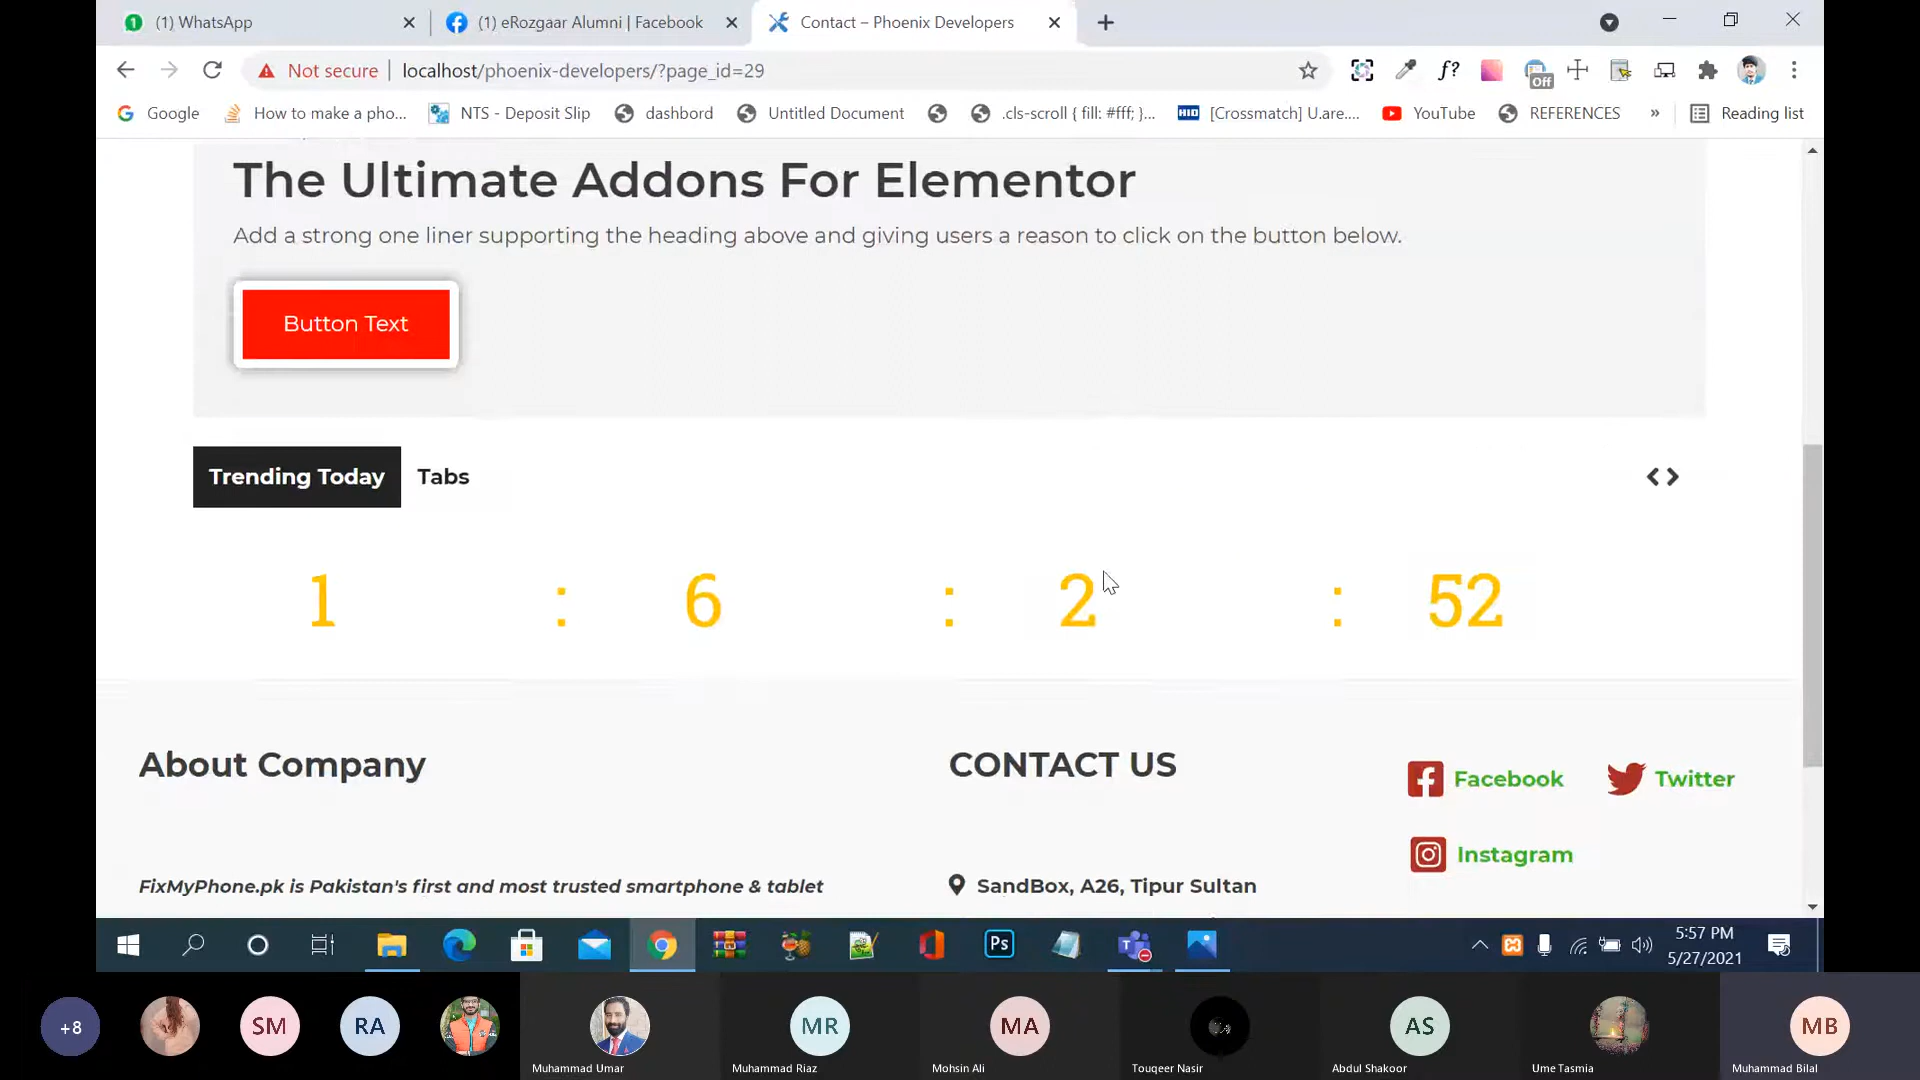 (1) WhatsApp
(1) eRozgaar Alumni | Facebook
Contact – Phoenix Developers
Not secure
localhost/phoenix-developers/?page_id=29
f?
Off
Google
How to make a pho...
NTS - Deposit Slip
dashbord
Untitled Document
.cls-scroll { fill: #fff; }...
HID
[Crossmatch] U.are....
YouTube
REFERENCES
»
Reading list
The Ultimate Addons For Elementor
Add a strong one liner supporting the heading above and giving users a reason to click on the button below.
Button Text
Trending Today
Tabs
1 : 6 : 2 : 52
About Company
CONTACT US
Facebook
Twitter
Instagram
FixMyPhone.pk is Pakistan's first and most trusted smartphone & tablet
SandBox, A26, Tipur Sultan
Ps
5:57 PM
5/27/2021
+8
SM
RA
MR
MA
AS
MB
Muhammad Umar
Muhammad Riaz
Mohsin Ali
Touqeer Nasir
Abdul Shakoor
Ume Tasmia
Muhammad Bilal